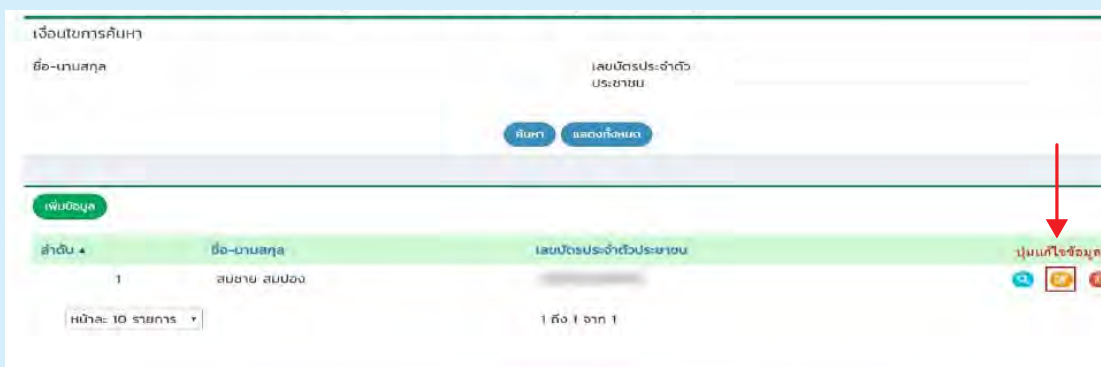 เงื่อนไขการค้นหา
ชื่อ-นามสกุล
เลขบัตรประจำตัว
ประชาชน
ค้นหา แสดงทั้งหมด
เพิ่มข้อมูล
ลำดับ ▲ ชื่อ-นามสกุล เลขบัตรประจำตัวประชาชน ปุ่มแก้ไขข้อมูล
1 สมชาย สมปอง
หน้าละ 10 รายการ 1 ถึง 1 จาก 1